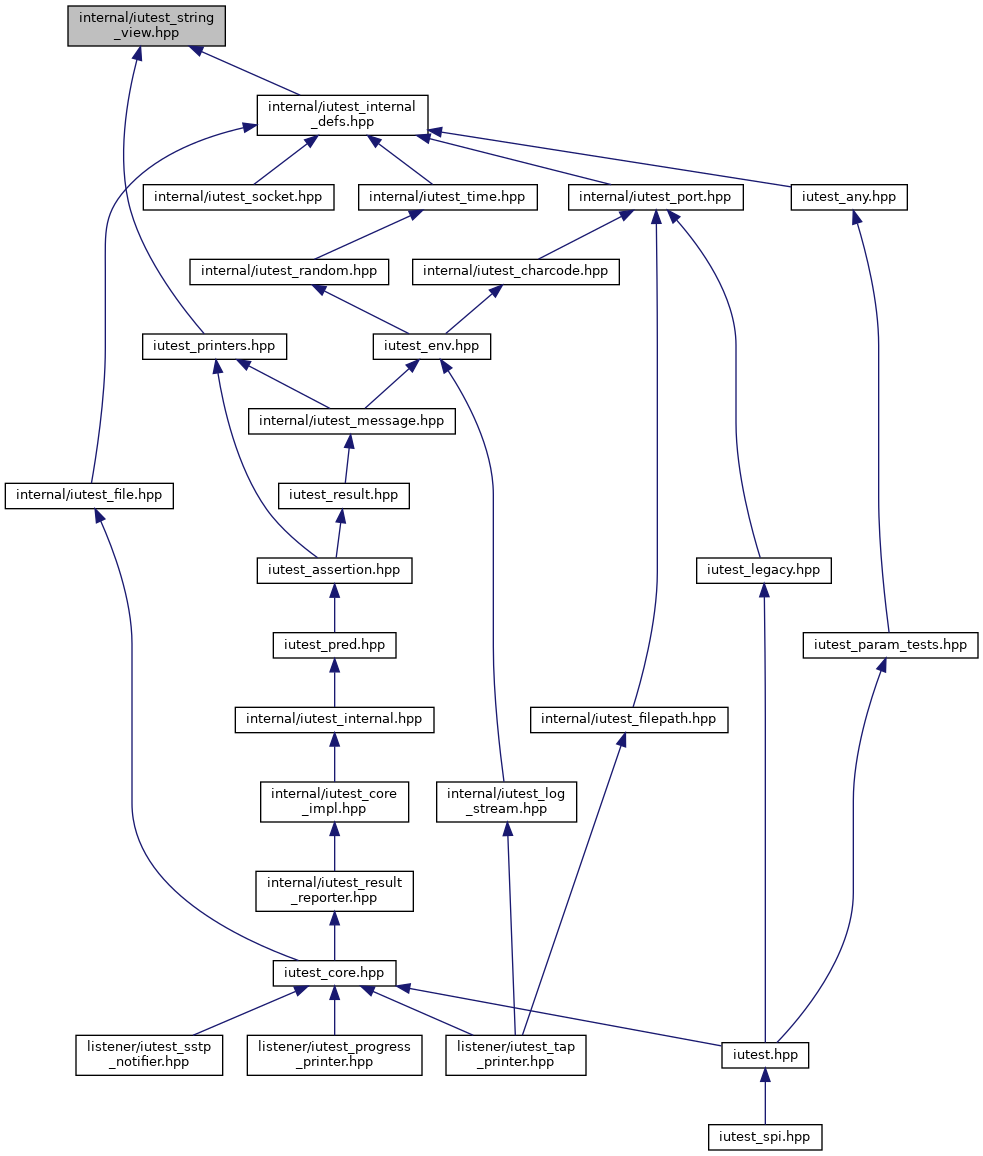 internal/iutest_string
_view.hpp
internal/iutest_internal
_defs.hpp
internal/iutest_socket.hpp
internal/iutest_time.hpp
internal/iutest_port.hpp
iutest_any.hpp
internal/iutest_random.hpp
internal/iutest_charcode.hpp
iutest_printers.hpp
iutest_env.hpp
internal/iutest_message.hpp
internal/iutest_file.hpp
iutest_result.hpp
iutest_assertion.hpp
iutest_legacy.hpp
iutest_pred.hpp
iutest_param_tests.hpp
internal/iutest_internal.hpp
internal/iutest_filepath.hpp
internal/iutest_core
_impl.hpp
internal/iutest_log
_stream.hpp
internal/iutest_result
_reporter.hpp
iutest_core.hpp
listener/iutest_sstp
_notifier.hpp
listener/iutest_progress
_printer.hpp
listener/iutest_tap
_printer.hpp
iutest.hpp
iutest_spi.hpp